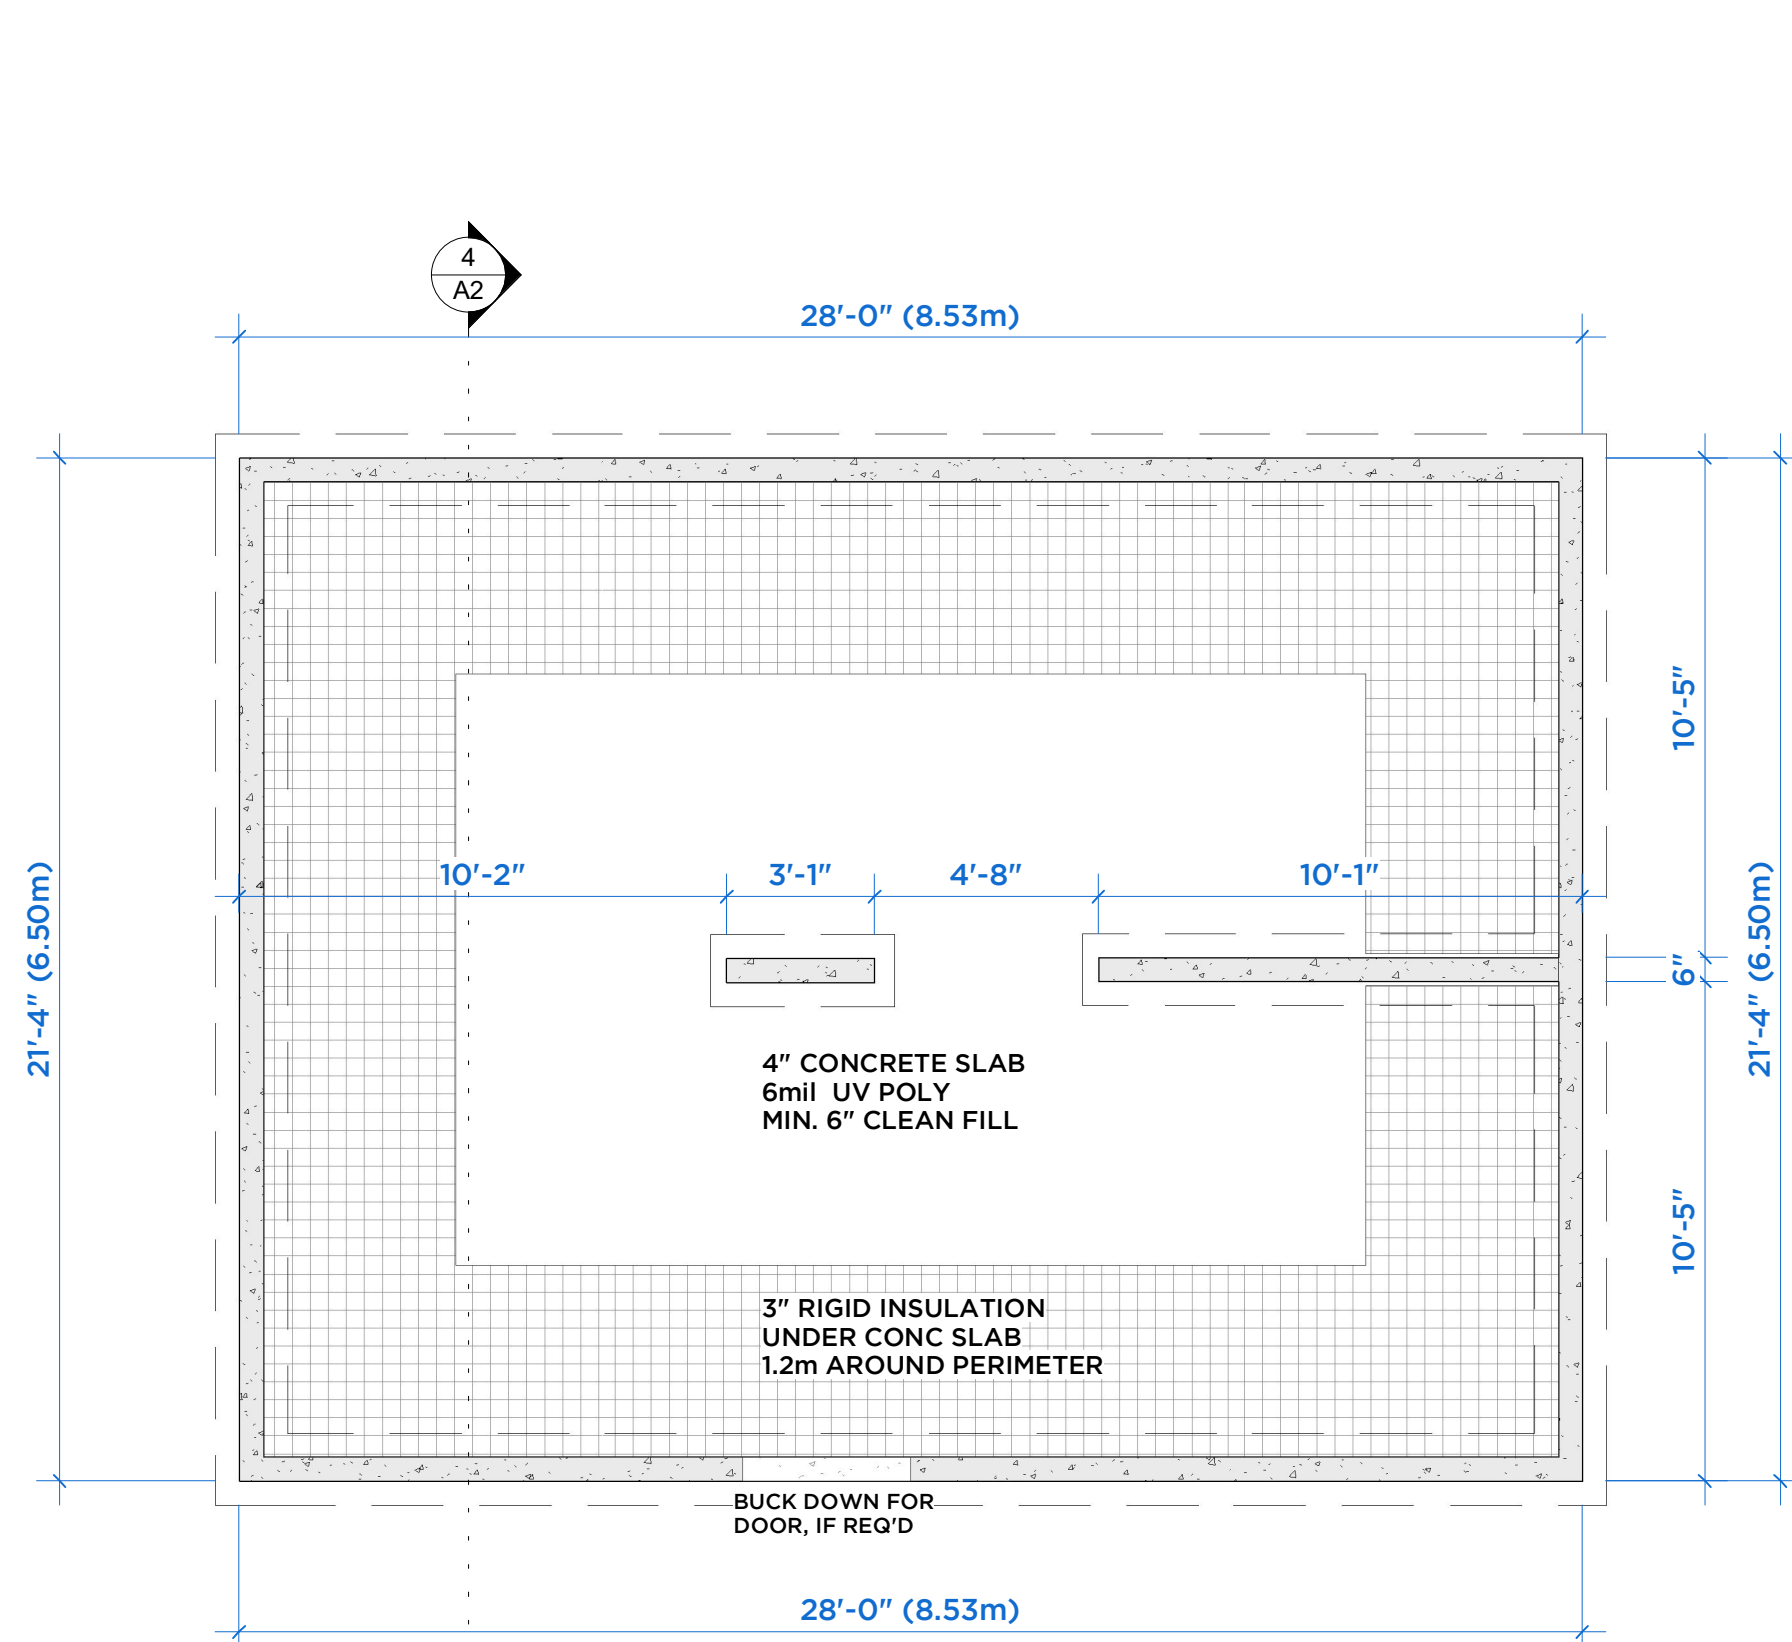 4
A2
28'-0" (8.53m)
10'-5"
10'-2"
3'-1"
4'-8"
10'-1"
21'-4" (6.50m)
6"
21'-4" (6.50m)
4" CONCRETE SLAB
6mil UV POLY
MIN. 6" CLEAN FILL
10'-5"
3" RIGID INSULATION
UNDER CONC SLAB
1.2m AROUND PERIMETER
BUCK DOWN FOR
DOOR, IF REQ'D
28'-0" (8.53m)